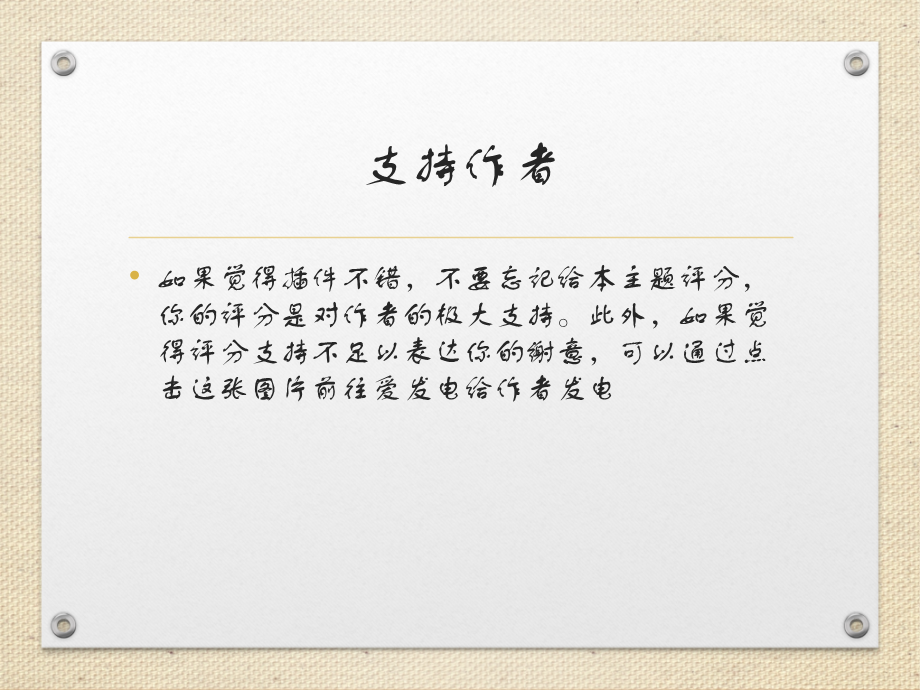 支持作者
如果觉得插件不错，不要忘记给本主题评分，
你的评分是对作者的极大支持。此外，如果觉
得评分支持不足以表达你的谢意，可以通过点
击这张图片前往爱发电给作者发电